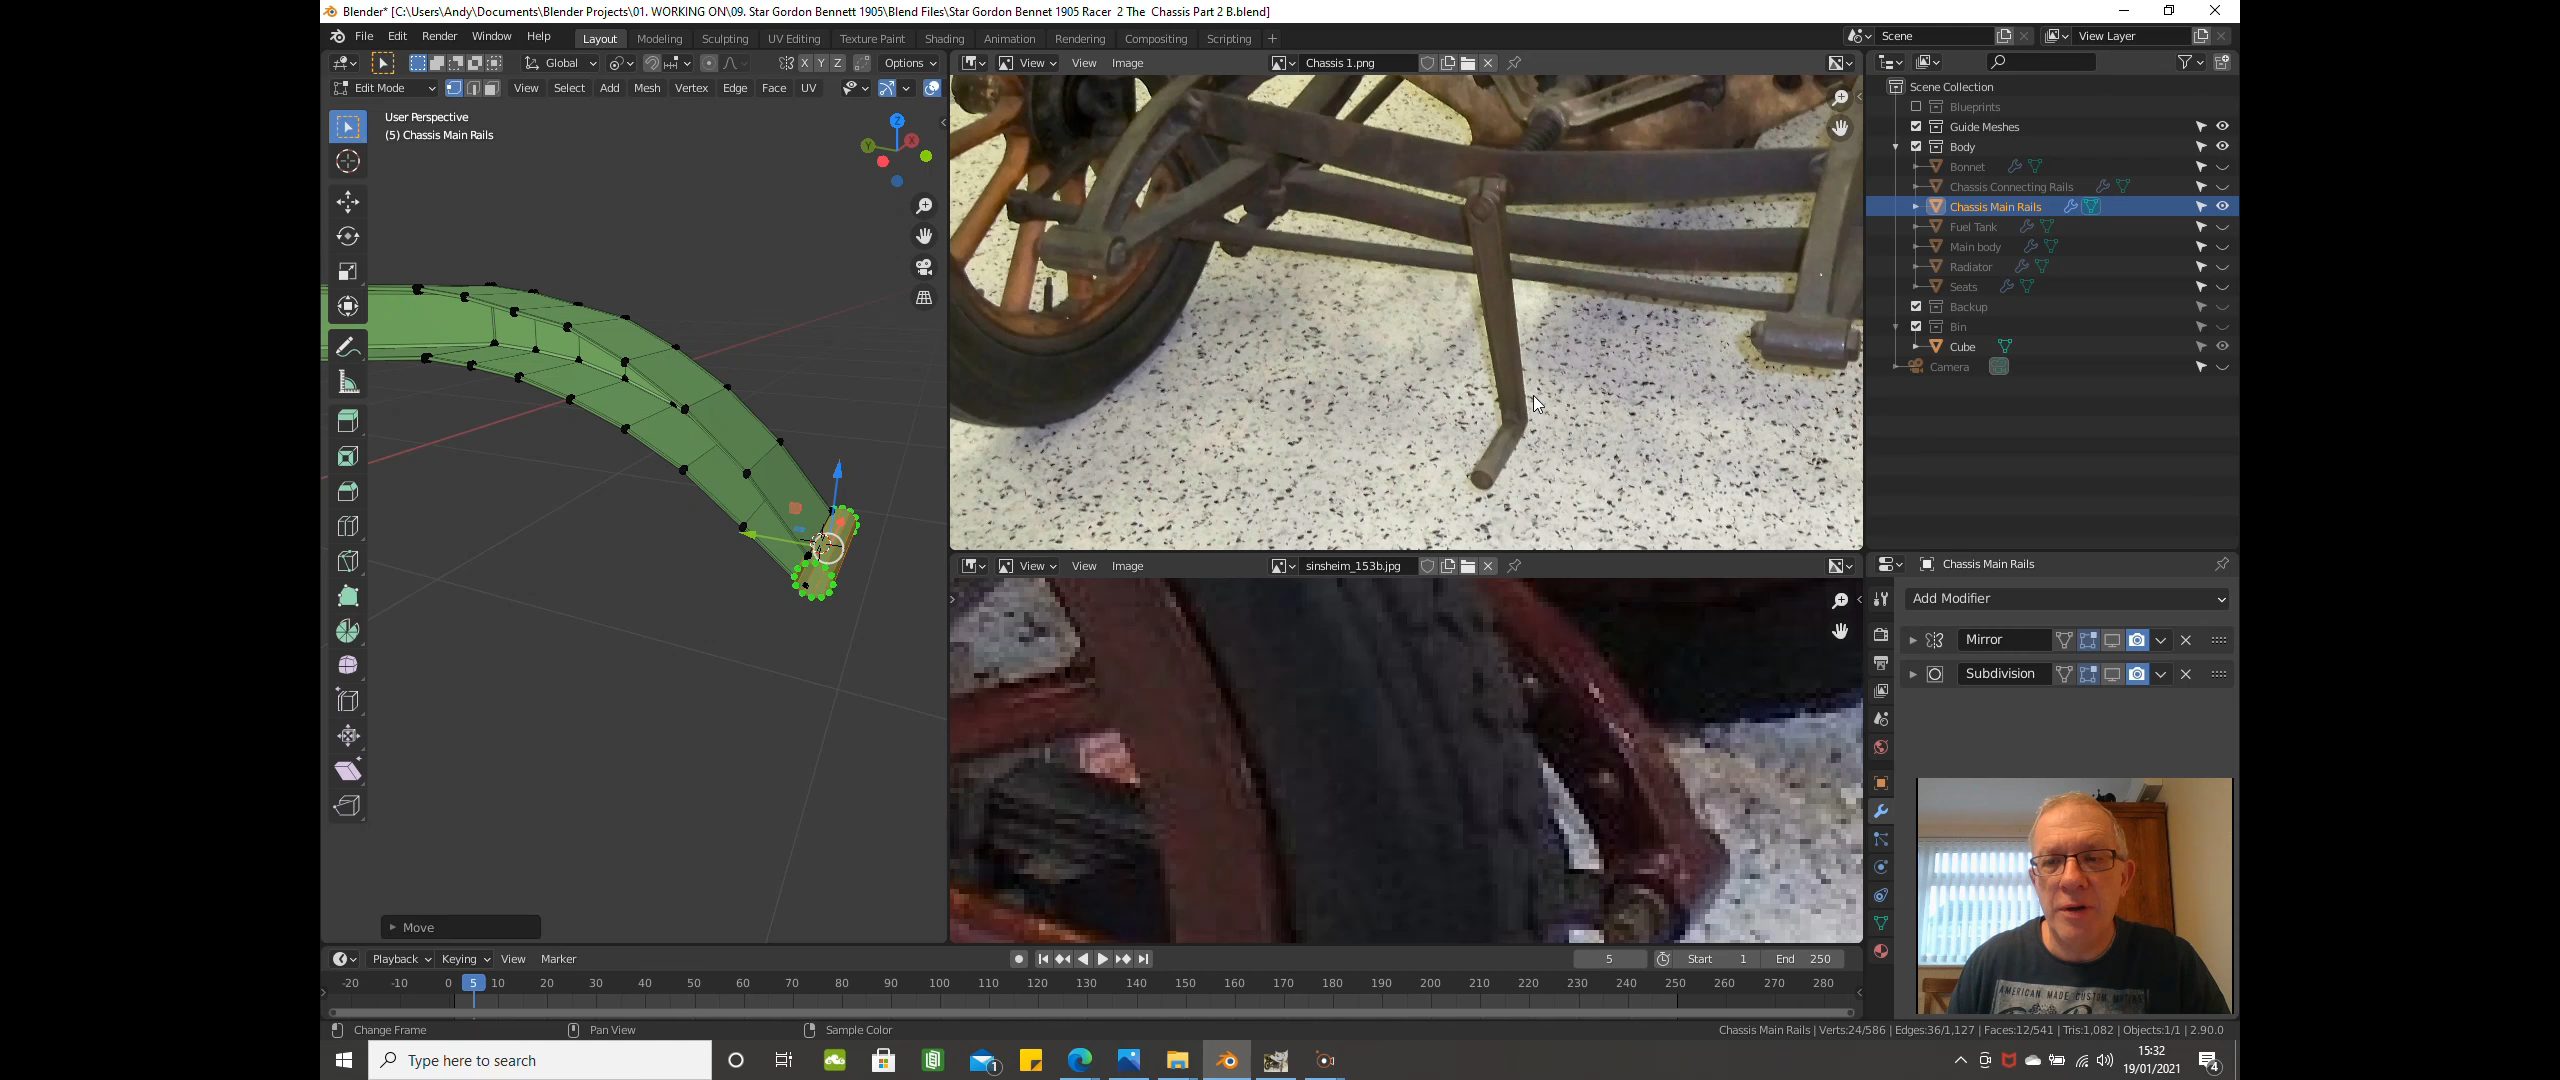 Blender* [C:\Users\Andy\Documents\Blender Projects\01. WORKING ON\09. Star Gordon Bennett 1905\Blend Files\Star Gordon Bennet 1905 Racer  2 The  Chassis Part 2 B.blend]
File Edit Render Window Help Layout Modeling Sculpting UV Editing Texture Paint Shading Animation Rendering Compositing Scripting + Scene View Layer
Global X Y Z Options View View Image Chassis 1.png
Edit Mode View Select Add Mesh Vertex Edge Face UV
User Perspective
(5) Chassis Main Rails
Z
Y
X
Scene Collection
Blueprints
Guide Meshes
Body
Bonnet
Chassis Connecting Rails
Chassis Main Rails
Fuel Tank
Main body
Radiator
Seats
Backup
Bin
Cube
Camera
View View Image sinsheim_153b.jpg
Chassis Main Rails
Add Modifier
Mirror
Subdivision
Move
AMERICAN MADE CUSTOM
Playback Keying View Marker 5 Start 1 End 250
-20 -10 0 5 10 20 30 40 50 60 70 80 90 100 110 120 130 140 150 160 170 180 190 200 210 220 230 240 250 260 270 280
Change Frame Pan View Sample Color Chassis Main Rails | Verts:24/586 | Edges:36/1,127 | Faces:12/541 | Tris:1,082 | Objects:1/1 | 2.90.0
Type here to search
1
15:32
19/01/2021
4